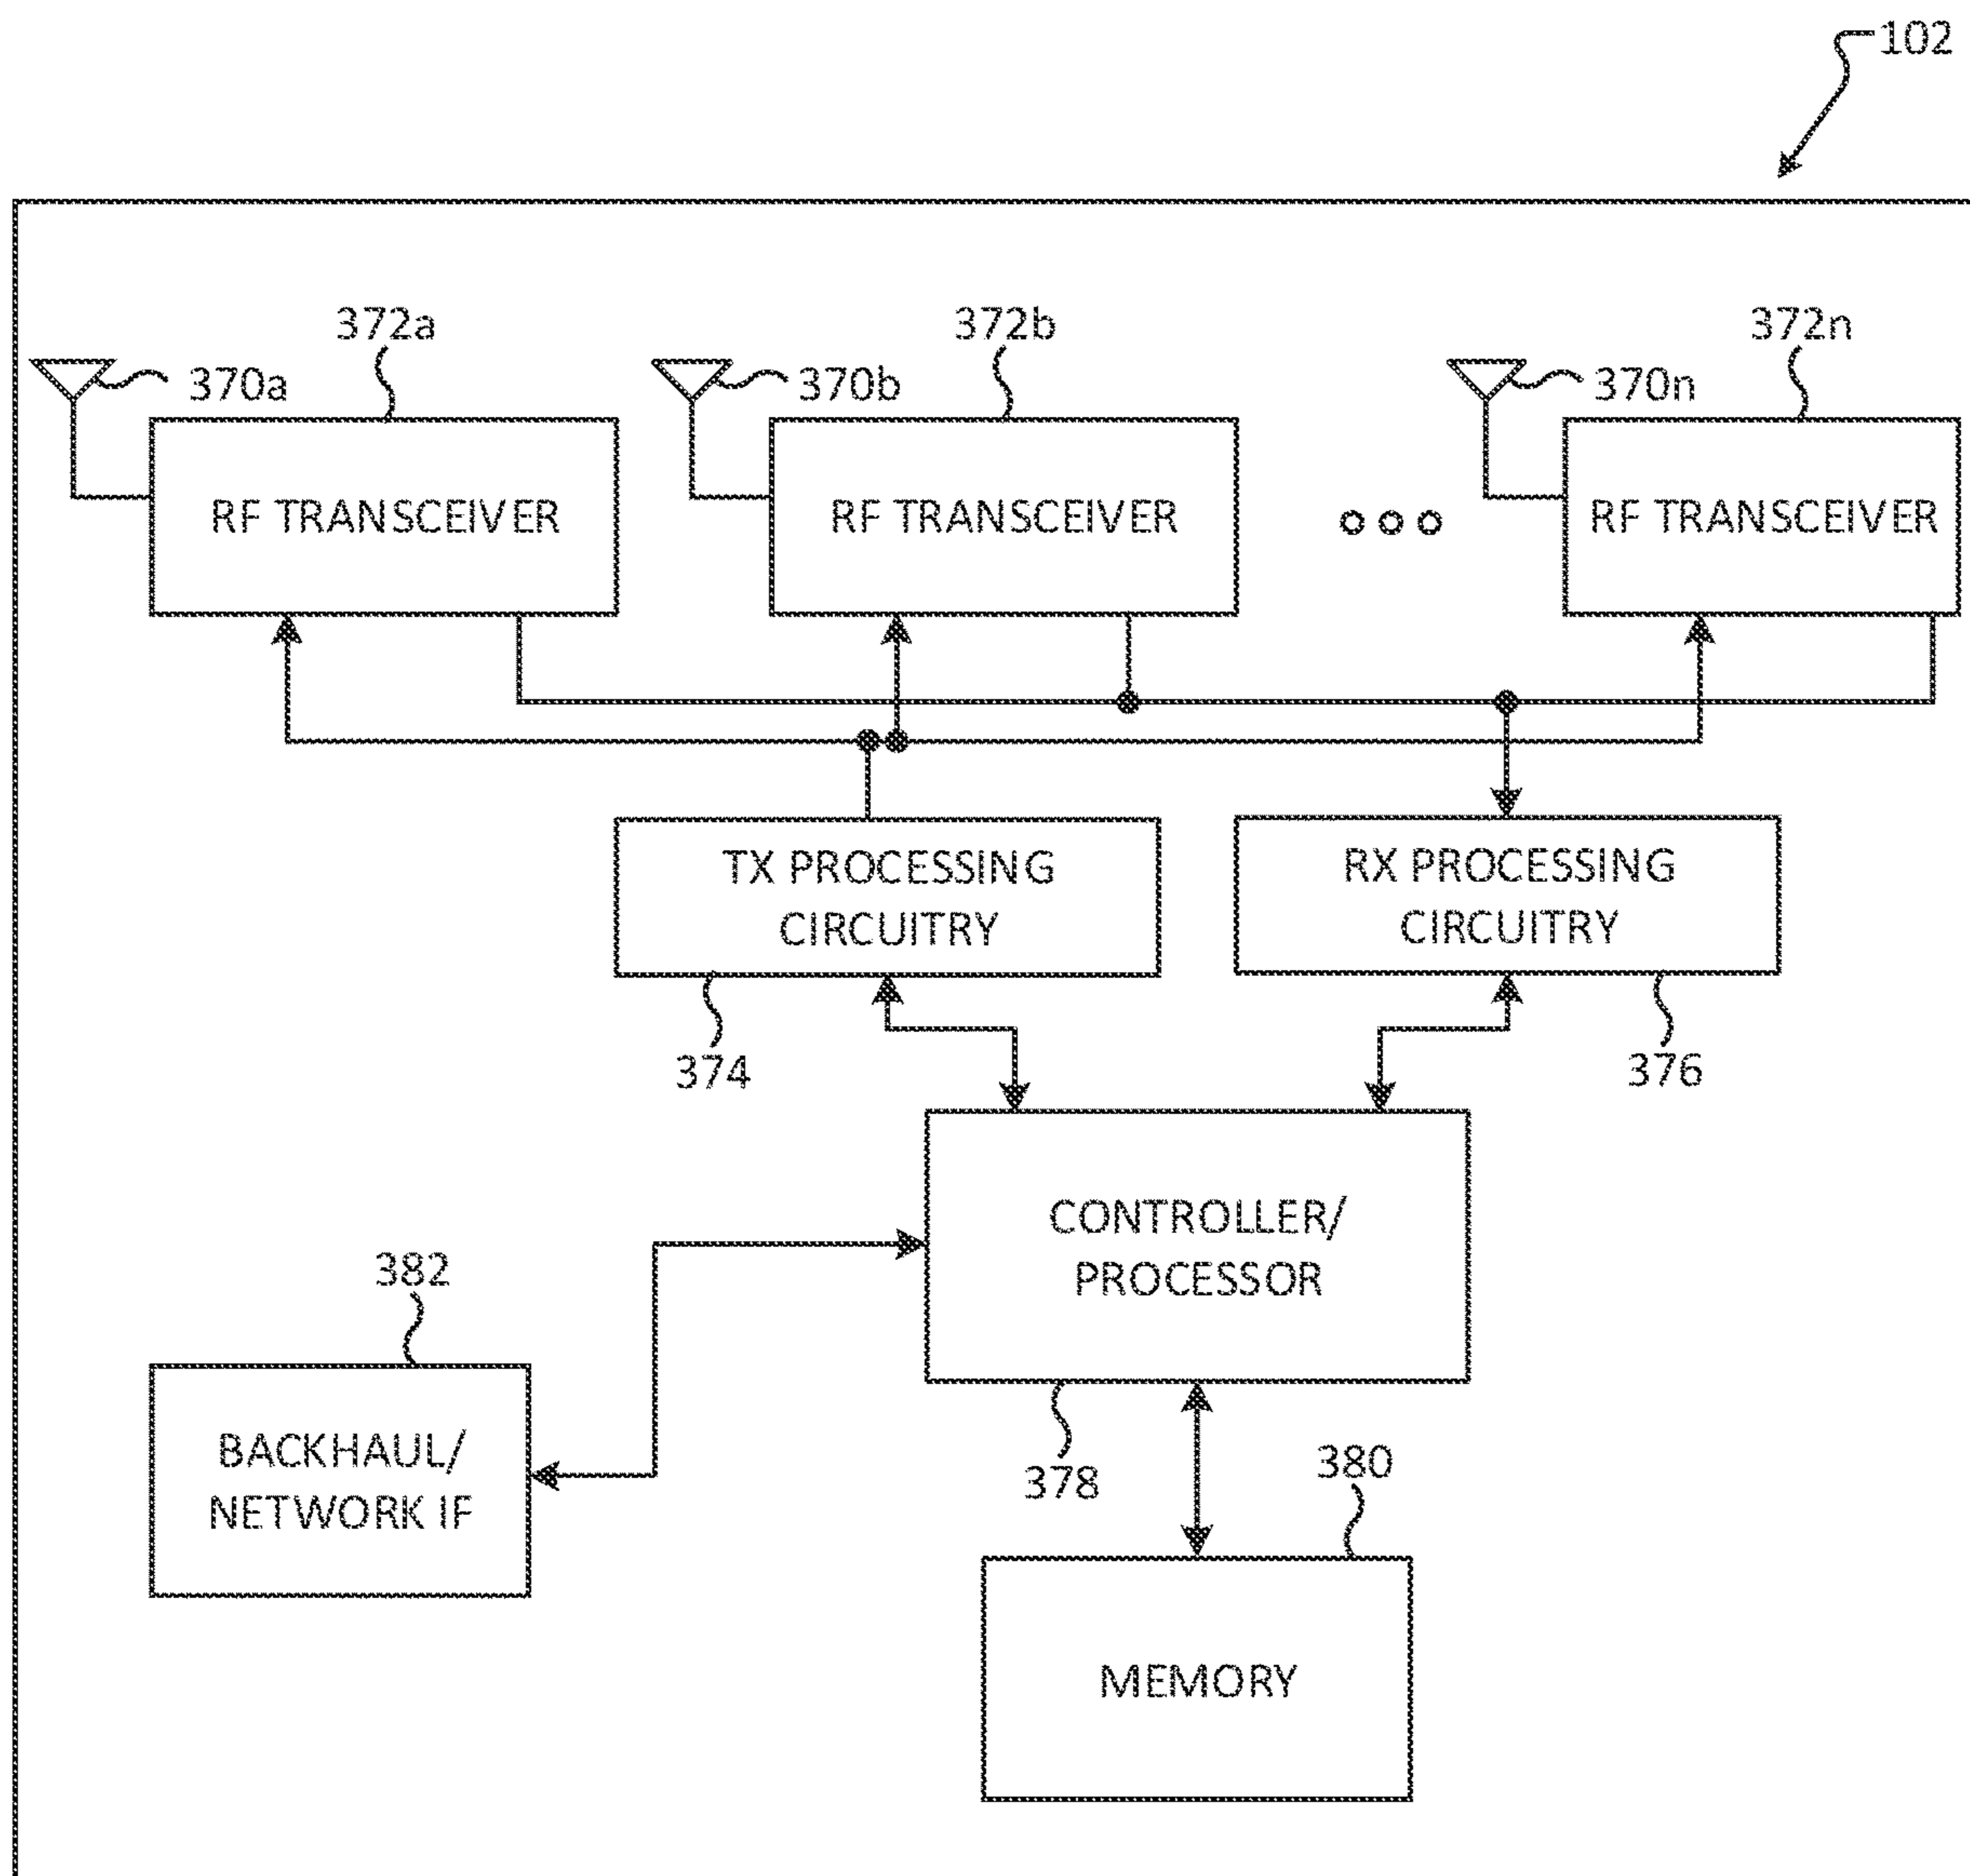 102
372a
372b
372n
370a
370b
370n
RF TRANSCEIVER
RF TRANSCEIVER
RF TRANSCEIVER
TX PROCESSING
CIRCUITRY
RX PROCESSING
CIRCUITRY
374
376
CONTROLLER/
PROCESSOR
382
BACKHAUL/
NETWORK IF
378
380
MEMORY